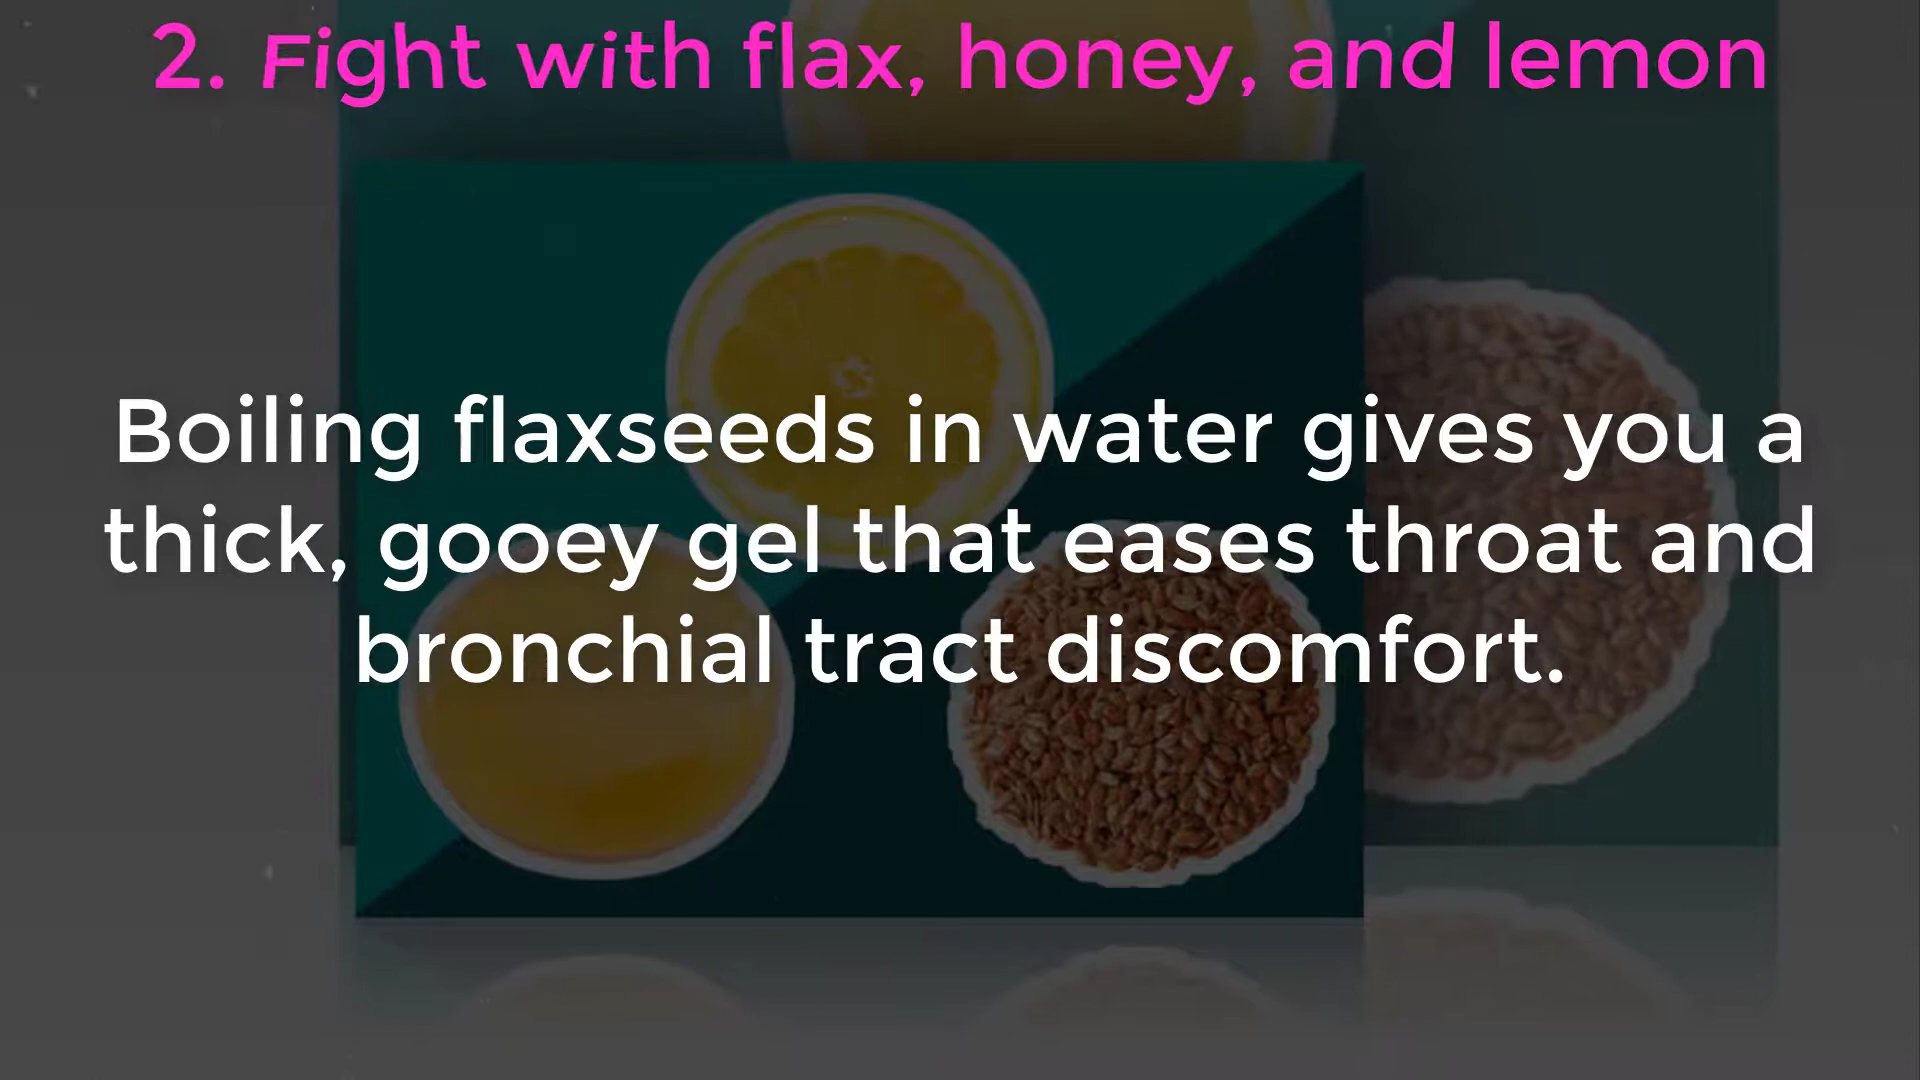 2. Fight with flax, honey, and lemon
Boiling flaxseeds in water gives you a
thick, gooey gel that eases throat and
bronchial tract discomfort.